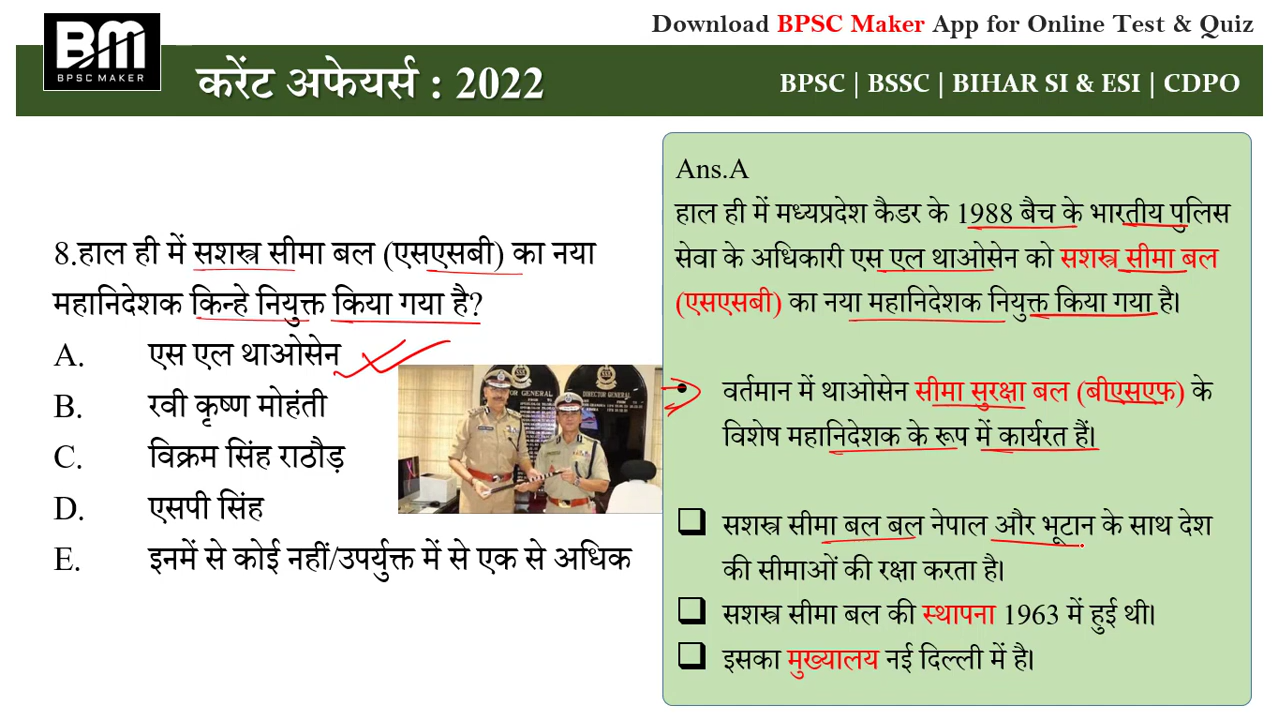 Download BPSC Maker App for Online Test & Quiz
BM
BPSC MAKER
करेंट अफेयर्स : 2022
BPSC | BSSC | BIHAR SI & ESI | CDPO
8.हाल ही में सशस्त्र सीमा बल (एसएसबी) का नया
महानिदेशक किन्हे नियुक्त किया गया है?
A. एस एल थाओसेन
B. रवी कृष्ण मोहंती
C. विक्रम सिंह राठौड़
D. एसपी सिंह
E. इनमें से कोई नहीं/उपर्युक्त में से एक से अधिक
Ans.A
हाल ही में मध्यप्रदेश कैडर के 1988 बैच के भारतीय पुलिस
सेवा के अधिकारी एस एल थाओसेन को सशस्त्र सीमा बल
(एसएसबी) का नया महानिदेशक नियुक्त किया गया है।
वर्तमान में थाओसेन सीमा सुरक्षा बल (बीएसएफ) के
विशेष महानिदेशक के रूप में कार्यरत हैं।
सशस्त्र सीमा बल बल नेपाल और भूटान के साथ देश
की सीमाओं की रक्षा करता है।
सशस्त्र सीमा बल की स्थापना 1963 में हुई थी।
इसका मुख्यालय नई दिल्ली में है।